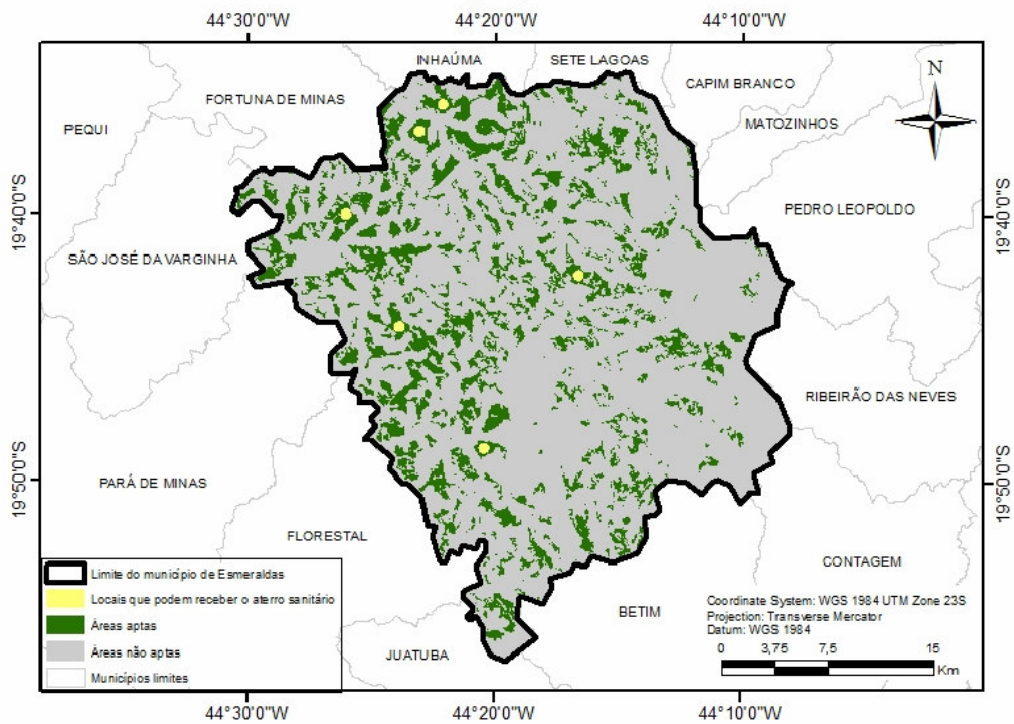 44°30'0"W 44°20'0"W 44°10'0"W
INHAÚMA
SETE LAGOAS
CAPIM BRANCO
N
FORTUNA DE MINAS
PEQUI
MATOZINHOS
19°40'0"S
19°40'0"S
PEDRO LEOPOLDO
SÃO JOSÉ DA VARGINHA
RIBEIRÃO DAS NEVES
19°50'0"S
19°50'0"S
PARÁ DE MINAS
FLORESTAL
CONTAGEM
BETIM
JUATUBA
Limite do município de Esmeraldas
Locais que podem receber o aterro sanitário
Áreas aptas
Áreas não aptas
Municípios limites
Coordinate System: WGS 1984 UTM Zone 23S
Projection: Transverse Mercator
Datum: WGS 1984
0 3,75 7,5 15
Km
44°30'0"W 44°20'0"W 44°10'0"W